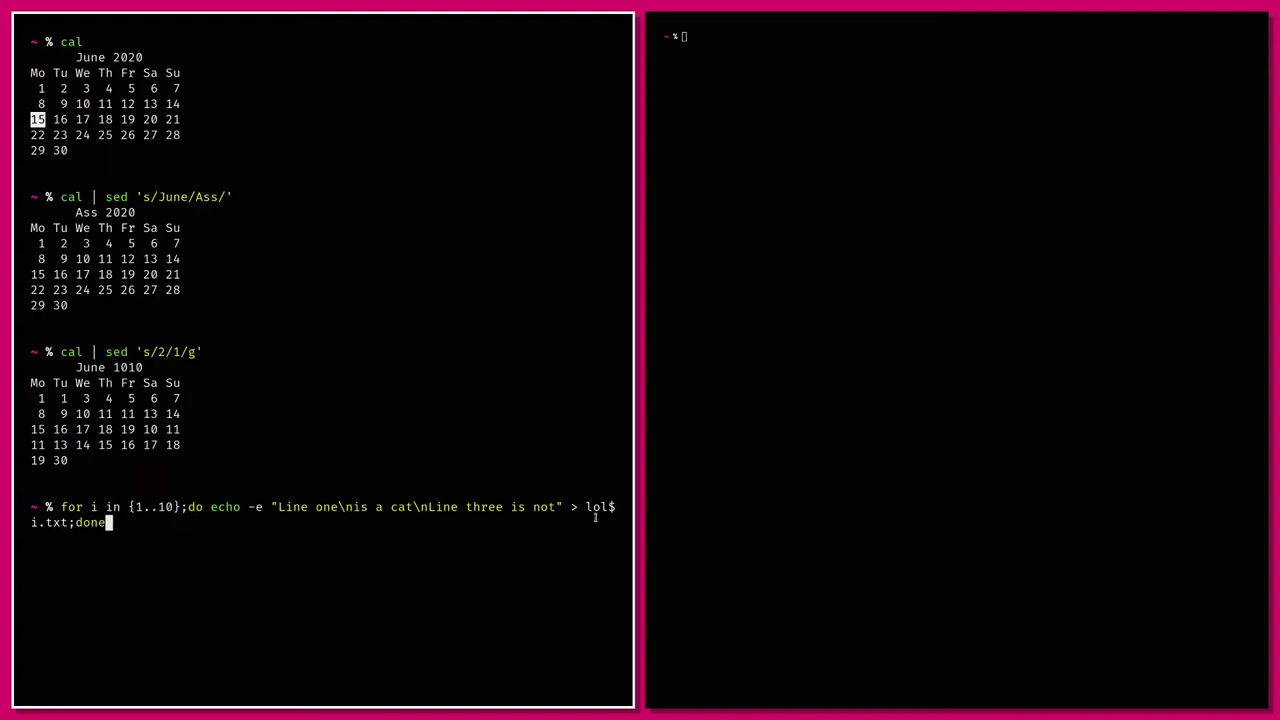 ~ % cal
June 2020
Mo Tu We Th Fr Sa Su
1 2 3 4 5 6 7
8 9 10 11 12 13 14
15 16 17 18 19 20 21
22 23 24 25 26 27 28
29 30
~ % cal | sed 's/June/Ass/'
Ass 2020
Mo Tu We Th Fr Sa Su
1 2 3 4 5 6 7
8 9 10 11 12 13 14
15 16 17 18 19 20 21
22 23 24 25 26 27 28
29 30
~ % cal | sed 's/2/1/g'
June 1010
Mo Tu We Th Fr Sa Su
1 1 3 4 5 6 7
8 9 10 11 11 13 14
15 16 17 18 19 10 11
11 13 14 15 16 17 18
19 30
~ % for i in {1..10};do echo -e "Line one\nis a cat\nLine three is not" > lol$
i.txt;done
~ %